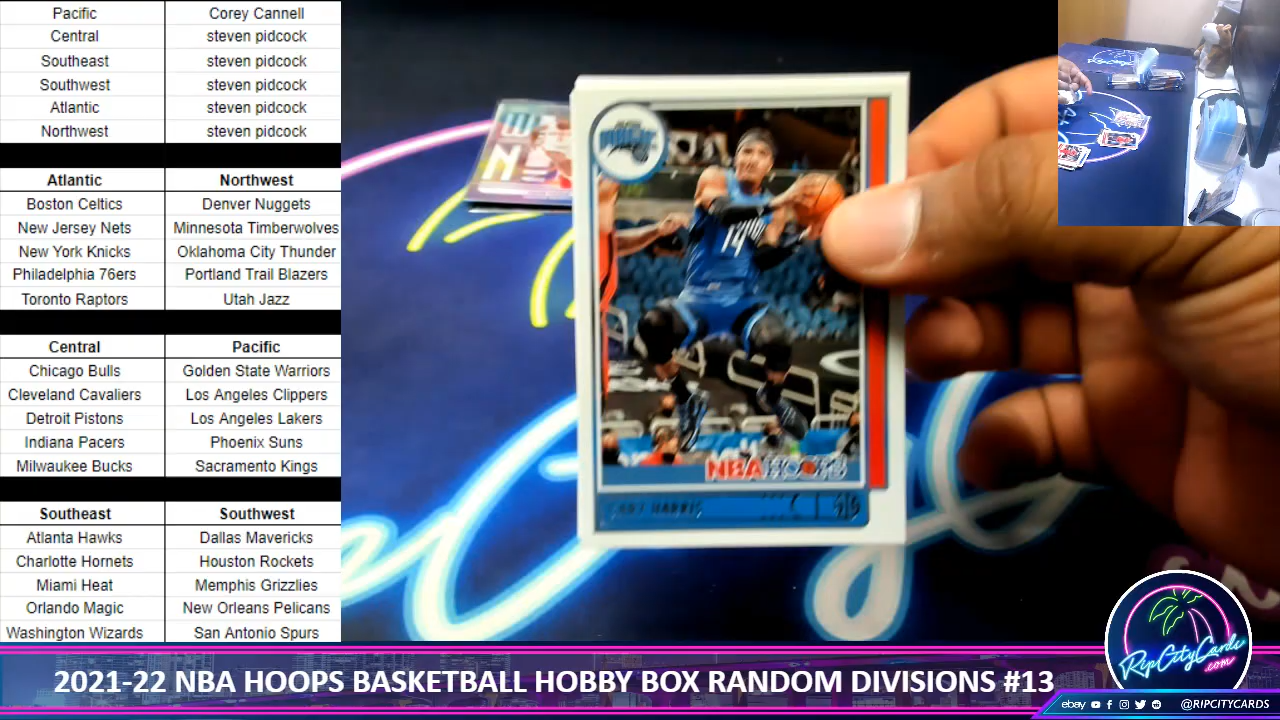 Pacific Corey Cannell
Central steven pidcock
Southeast steven pidcock
Southwest steven pidcock
Atlantic steven pidcock
Northwest steven pidcock
Atlantic Northwest
Boston Celtics Denver Nuggets
New Jersey Nets Minnesota Timberwolves
New York Knicks Oklahoma City Thunder
Philadelphia 76ers Portland Trail Blazers
Toronto Raptors Utah Jazz
Central Pacific
Chicago Bulls Golden State Warriors
Cleveland Cavaliers Los Angeles Clippers
Detroit Pistons Los Angeles Lakers
Indiana Pacers Phoenix Suns
Milwaukee Bucks Sacramento Kings
Southeast Southwest
Atlanta Hawks Dallas Mavericks
Charlotte Hornets Houston Rockets
Miami Heat Memphis Grizzlies
Orlando Magic New Orleans Pelicans
Washington Wizards San Antonio Spurs
MAGIC
14
NBA HOOPS
GARY HARRIS
RipCityCards
.com
2021-22 NBA HOOPS BASKETBALL HOBBY BOX RANDOM DIVISIONS #13
ebay @RIPCITYCARDS